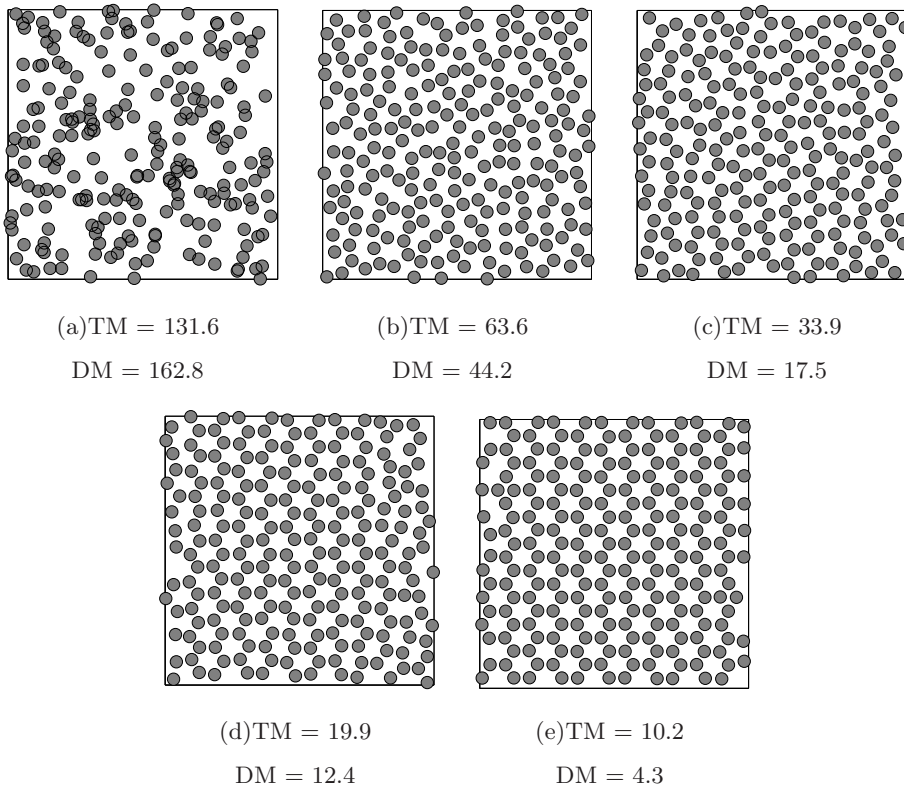 (a)TM = 131.6
DM = 162.8
(b)TM = 63.6
DM = 44.2
(c)TM = 33.9
DM = 17.5
(d)TM = 19.9
DM = 12.4
(e)TM = 10.2
DM = 4.3